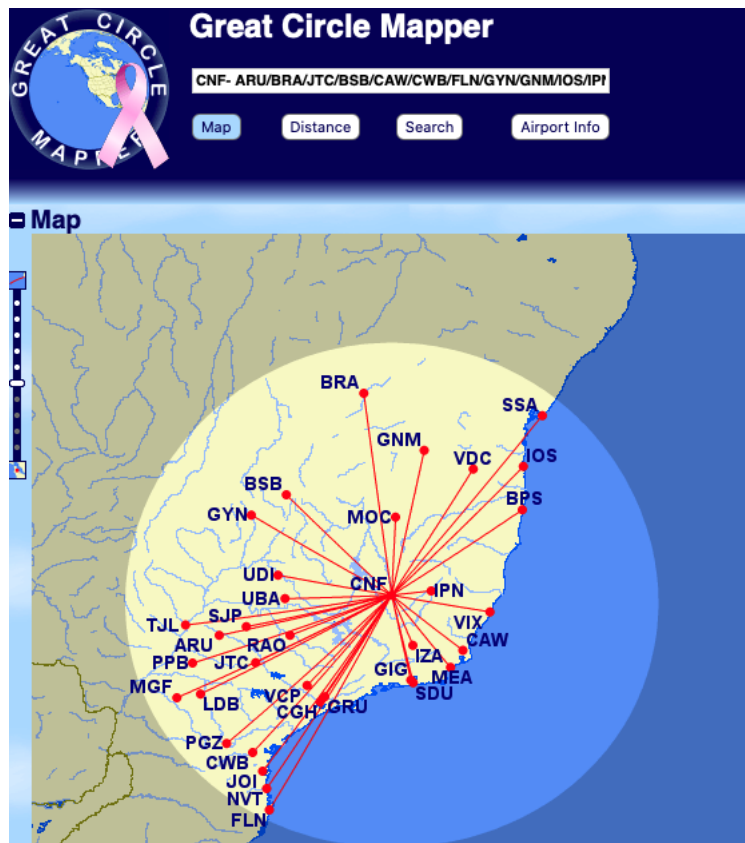 GREAT CIRCLE
MAPPER
Great Circle Mapper
CNF- ARU/BRA/JTC/BSB/CAW/CWB/FLN/GYN/GNM/IOS/IPN
Map Distance Search Airport Info
Map
BRA
SSA
GNM
VDC IOS
BSB
BPS
GYN MOC
UDI CNF IPN
UBA
TJL SJP VIX
ARU RAO CAW
PPB JTC IZA
GIG MEA
MGF LDB VCP SDU
CGH GRU
PGZ
CWB
JOI
NVT
FLN